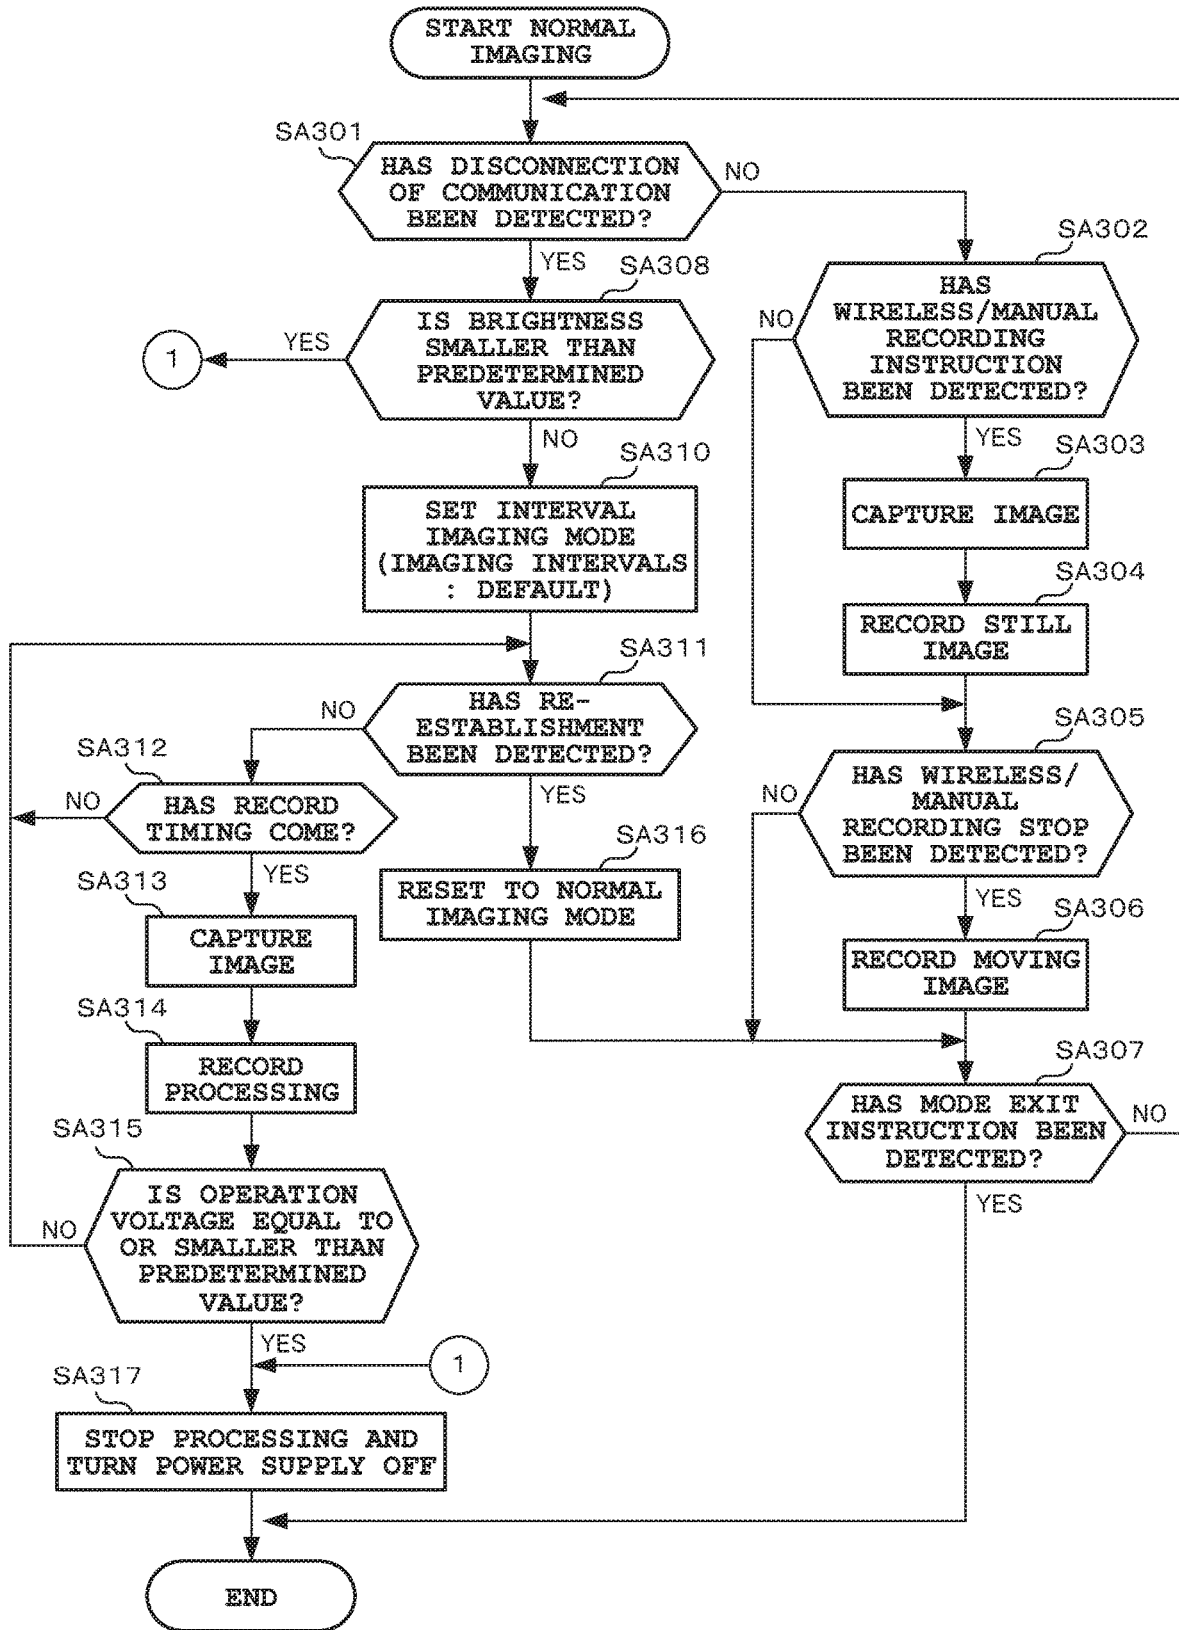 START NORMAL
IMAGING
SA301
HAS DISCONNECTION
OF COMMUNICATION
BEEN DETECTED?
NO
YES
SA302
HAS
WIRELESS/MANUAL
RECORDING
INSTRUCTION
BEEN DETECTED?
NO
YES
SA308
IS BRIGHTNESS
SMALLER THAN
PREDETERMINED
VALUE?
YES
1
NO
SA303
CAPTURE IMAGE
SA310
SET INTERVAL
IMAGING MODE
(IMAGING INTERVALS
: DEFAULT)
SA304
RECORD STILL
IMAGE
SA311
HAS RE-
ESTABLISHMENT
BEEN DETECTED?
NO
YES
SA305
HAS WIRELESS/
MANUAL
RECORDING STOP
BEEN DETECTED?
NO
YES
SA312
HAS RECORD
TIMING COME?
NO
YES
SA316
RESET TO NORMAL
IMAGING MODE
SA313
CAPTURE
IMAGE
SA306
RECORD MOVING
IMAGE
SA314
RECORD
PROCESSING
SA307
HAS MODE EXIT
INSTRUCTION BEEN
DETECTED?
NO
YES
SA315
IS OPERATION
VOLTAGE EQUAL TO
OR SMALLER THAN
PREDETERMINED
VALUE?
NO
YES
1
SA317
STOP PROCESSING AND
TURN POWER SUPPLY OFF
END